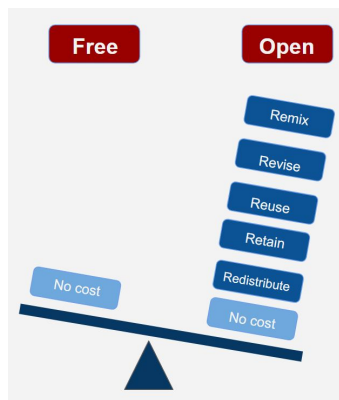 Free
Open
Remix
Revise
Reuse
Retain
Redistribute
No cost
No cost